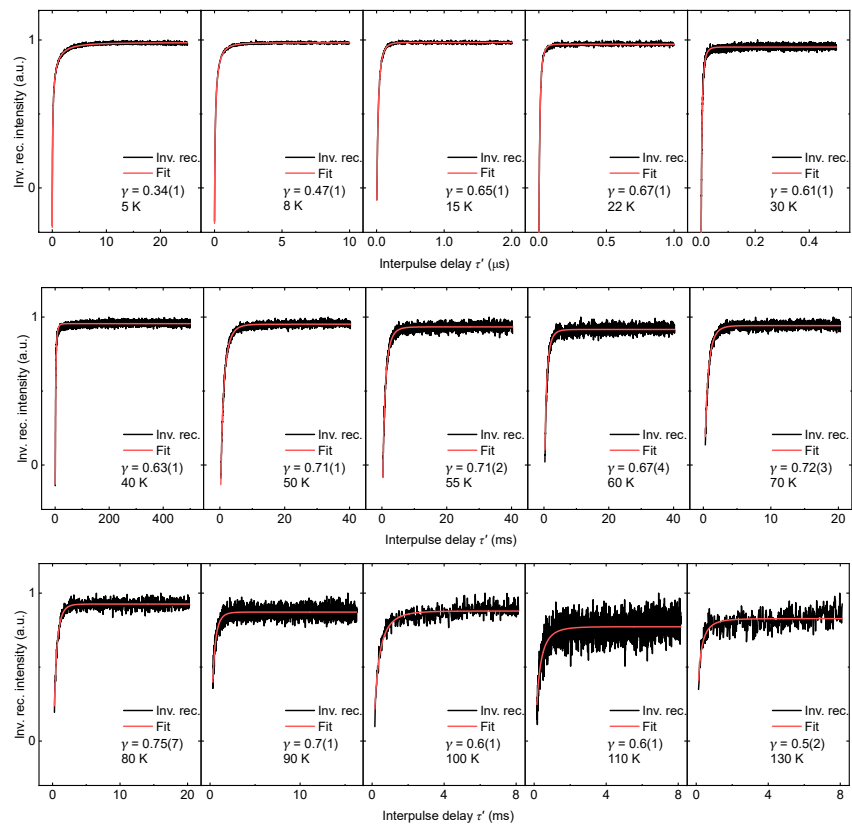 Inv. rec. intensity (a.u.)
1
0
Inv. rec.
Fit
γ = 0.34(1)
5 K
0 10 20
Inv. rec.
Fit
γ = 0.47(1)
8 K
0 5 10
Inv. rec.
Fit
γ = 0.65(1)
15 K
0.0 1.0 2.0
Inv. rec.
Fit
γ = 0.67(1)
22 K
0.0 0.5 1.0
Inv. rec.
Fit
γ = 0.61(1)
30 K
0.0 0.2 0.4
Interpulse delay τ′ (μs)
Inv. rec. intensity (a.u.)
1
0
Inv. rec.
Fit
γ = 0.63(1)
40 K
0 200 400
Inv. rec.
Fit
γ = 0.71(1)
50 K
0 20 40
Inv. rec.
Fit
γ = 0.71(2)
55 K
0 20 40
Inv. rec.
Fit
γ = 0.67(4)
60 K
0 20 40
Inv. rec.
Fit
γ = 0.72(3)
70 K
0 10 20
Interpulse delay τ′ (ms)
Inv. rec. intensity (a.u.)
1
0
Inv. rec.
Fit
γ = 0.75(7)
80 K
0 10 20
Inv. rec.
Fit
γ = 0.7(1)
90 K
0 10
Inv. rec.
Fit
γ = 0.6(1)
100 K
0 4 8
Inv. rec.
Fit
γ = 0.6(1)
110 K
0 4 8
Inv. rec.
Fit
γ = 0.5(2)
130 K
0 4 8
Interpulse delay τ′ (ms)